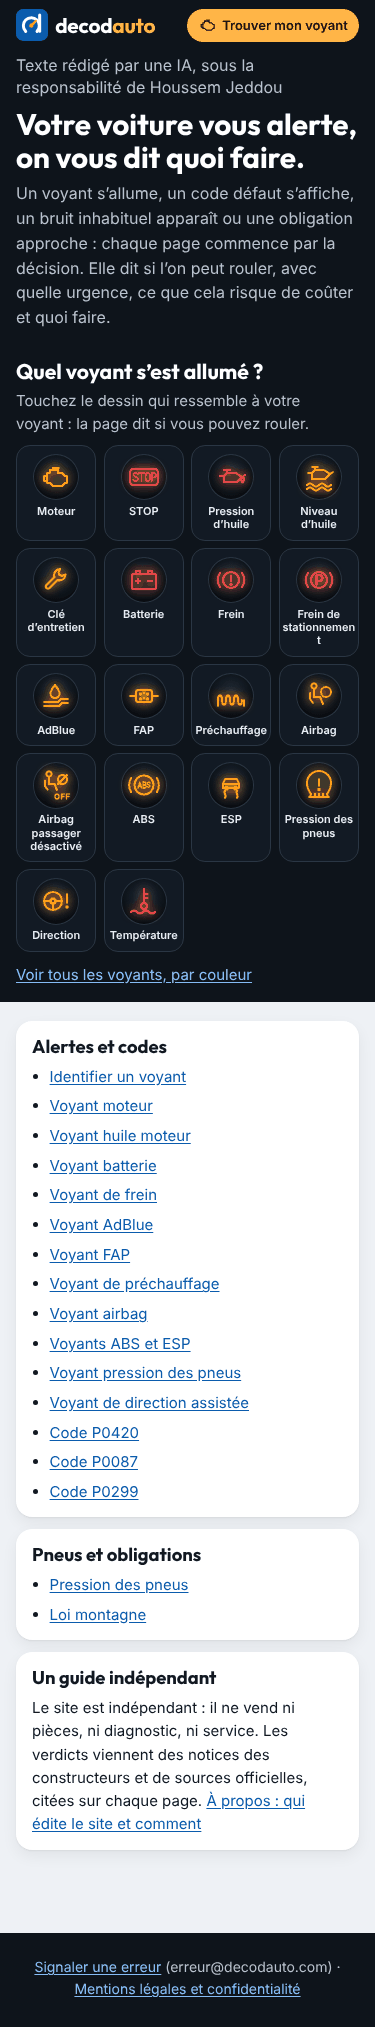 decodauto
Trouver mon voyant
Texte rédigé par une IA, sous la
responsabilité de Houssem Jeddou
Votre voiture vous alerte,
on vous dit quoi faire.
Un voyant s’allume, un code défaut s’affiche,
un bruit inhabituel apparaît ou une obligation
approche : chaque page commence par la
décision. Elle dit si l’on peut rouler, avec
quelle urgence, ce que cela risque de coûter
et quoi faire.
Quel voyant s’est allumé ?
Touchez le dessin qui ressemble à votre
voyant : la page dit si vous pouvez rouler.
Moteur
STOP
STOP
Pression
d’huile
Niveau
d’huile
Clé
d’entretien
Batterie
Frein
P
Frein de
stationnemen
t
AdBlue
FAP
Préchauffage
Airbag
OFF
Airbag
passager
désactivé
ABS
ABS
ESP
Pression des
pneus
Direction
Température
Voir tous les voyants, par couleur
Alertes et codes
• Identifier un voyant
• Voyant moteur
• Voyant huile moteur
• Voyant batterie
• Voyant de frein
• Voyant AdBlue
• Voyant FAP
• Voyant de préchauffage
• Voyant airbag
• Voyants ABS et ESP
• Voyant pression des pneus
• Voyant de direction assistée
• Code P0420
• Code P0087
• Code P0299
Pneus et obligations
• Pression des pneus
• Loi montagne
Un guide indépendant
Le site est indépendant : il ne vend ni
pièces, ni diagnostic, ni service. Les
verdicts viennent des notices des
constructeurs et de sources officielles,
citées sur chaque page. À propos : qui
édite le site et comment
Signaler une erreur (erreur@decodauto.com) ·
Mentions légales et confidentialité